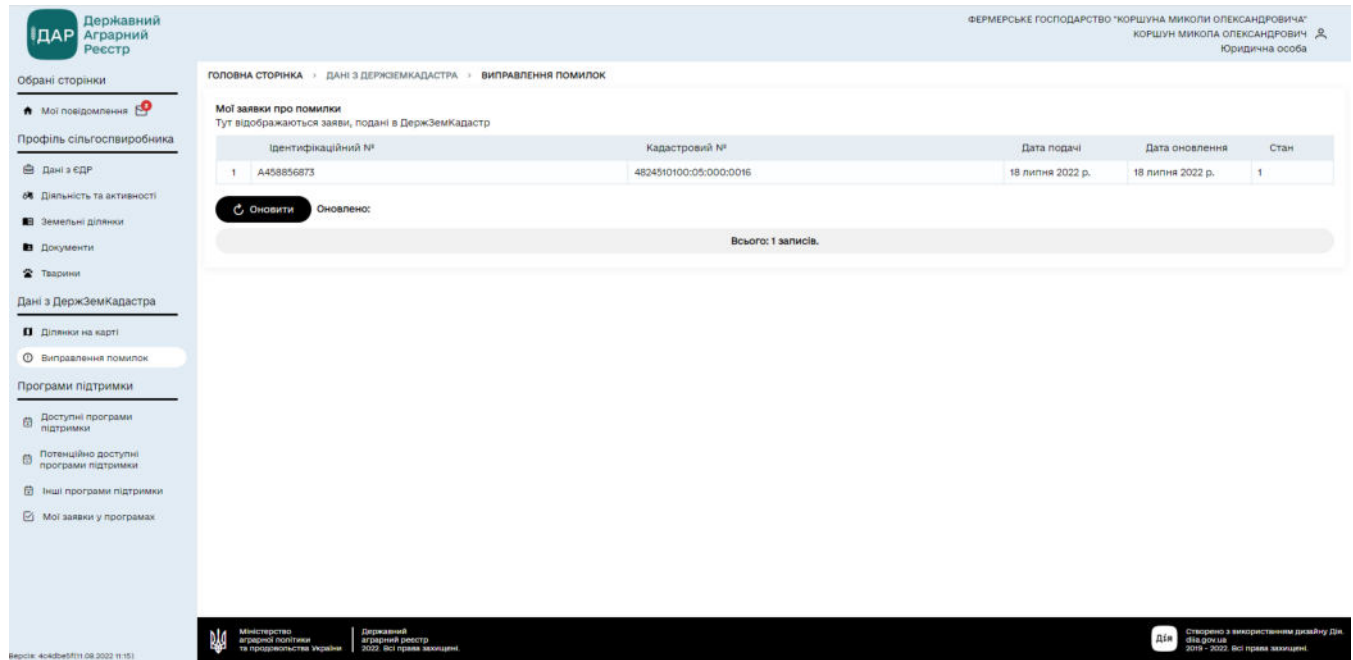 ДАР
Державний
Аграрний
Реєстр
ФЕРМЕРСЬКЕ ГОСПОДАРСТВО "КОРШУНА МИКОЛИ ОЛЕКСАНДРОВИЧА"
КОРШУН МИКОЛА ОЛЕКСАНДРОВИЧ
Юридична особа
Обрані сторінки
Мої повідомлення
Профіль сільгоспвиробника
Дані з ЄДР
Діяльність та активності
Земельні ділянки
Документи
Тварини
Дані з ДержЗемКадастра
Ділянки на карті
Виправлення помилок
Програми підтримки
Доступні програми
підтримки
Потенційно доступні
програми підтримки
Інші програми підтримки
Мої заявки у програмах
ГОЛОВНА СТОРІНКА › ДАНІ З ДЕРЖЗЕМКАДАСТРА › ВИПРАВЛЕННЯ ПОМИЛОК
Мої заявки про помилки
Тут відображаються заяви, подані в ДержЗемКадастр
Ідентифікаційний № Кадастровий № Дата подачі Дата оновлення Стан
1 A458856873 4824510100:05:000:0016 18 липня 2022 р. 18 липня 2022 р. 1
Оновити Оновлено:
Всього: 1 записів.
Міністерство
аграрної політики
та продовольства України
Державний
аграрний реєстр
2022. Всі права захищені.
Дія
Створено з використанням дизайну Дія.
diia.gov.ua
2019 - 2022. Всі права захищені.